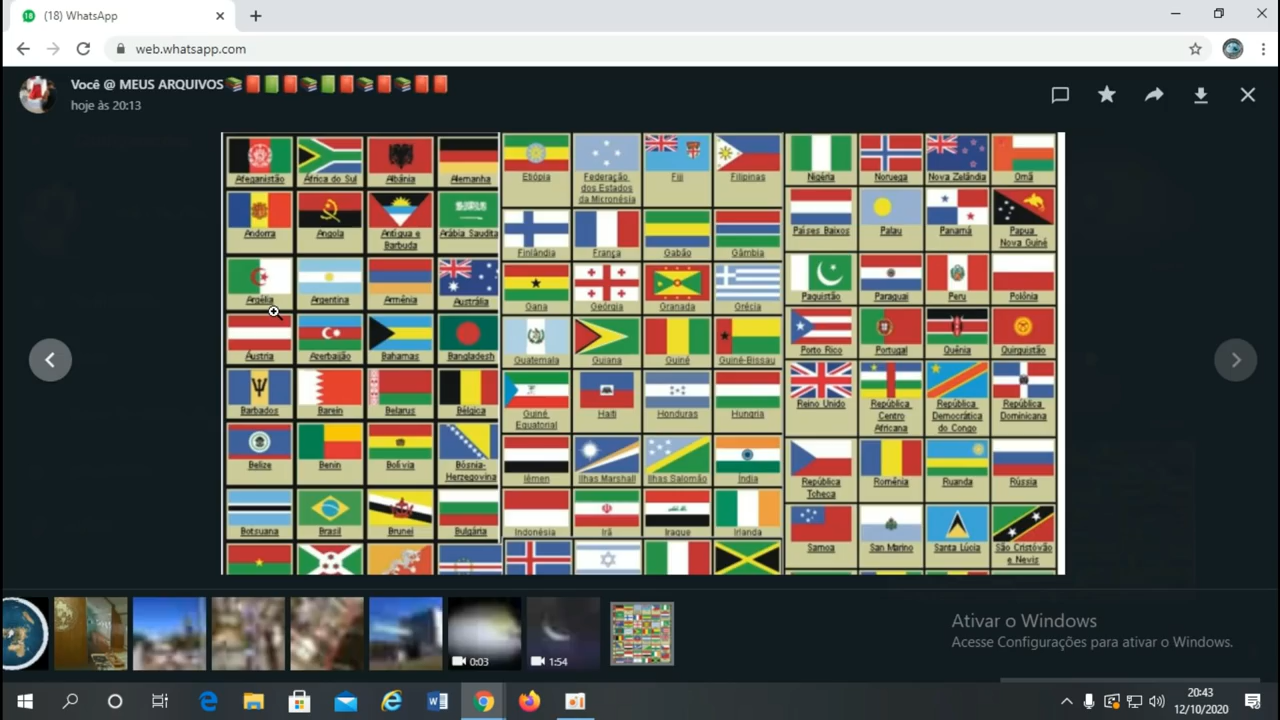 (18) WhatsApp
web.whatsapp.com
Você @ MEUS ARQUIVOS
hoje às 20:13
Afeganistão
África do Sul
Albânia
Alemanha
Andorra
Angola
Antígua e
Barbuda
Arábia Saudita
Argélia
Argentina
Armênia
Austrália
Áustria
Azerbaijão
Bahamas
Bangladesh
Barbados
Barein
Belarus
Bélgica
Belize
Benin
Bolívia
Bósnia-
Herzegovina
Botsuana
Brasil
Brunei
Bulgária
Etiópia
Federação
dos Estados
da Micronésia
Fiji
Filipinas
Finlândia
França
Gabão
Gâmbia
Gana
Geórgia
Granada
Grécia
Guatemala
Guiana
Guiné
Guiné-Bissau
Guiné
Equatorial
Haiti
Honduras
Hungria
Iêmen
Ilhas Marshall
Ilhas Salomão
Índia
Indonésia
Irã
Iraque
Irlanda
Nigéria
Noruega
Nova Zelândia
Omã
Países Baixos
Palau
Panamá
Papua
Nova Guiné
Paquistão
Paraguai
Peru
Polônia
Porto Rico
Portugal
Quênia
Quirguistão
Reino Unido
República
Centro
Africana
República
Democrática
do Congo
República
Dominicana
República
Tcheca
Romênia
Ruanda
Rússia
Samoa
San Marino
Santa Lúcia
São Cristóvão
e Nevis
0:03
1:54
Ativar o Windows
Acesse Configurações para ativar o Windows.
20:43
12/10/2020